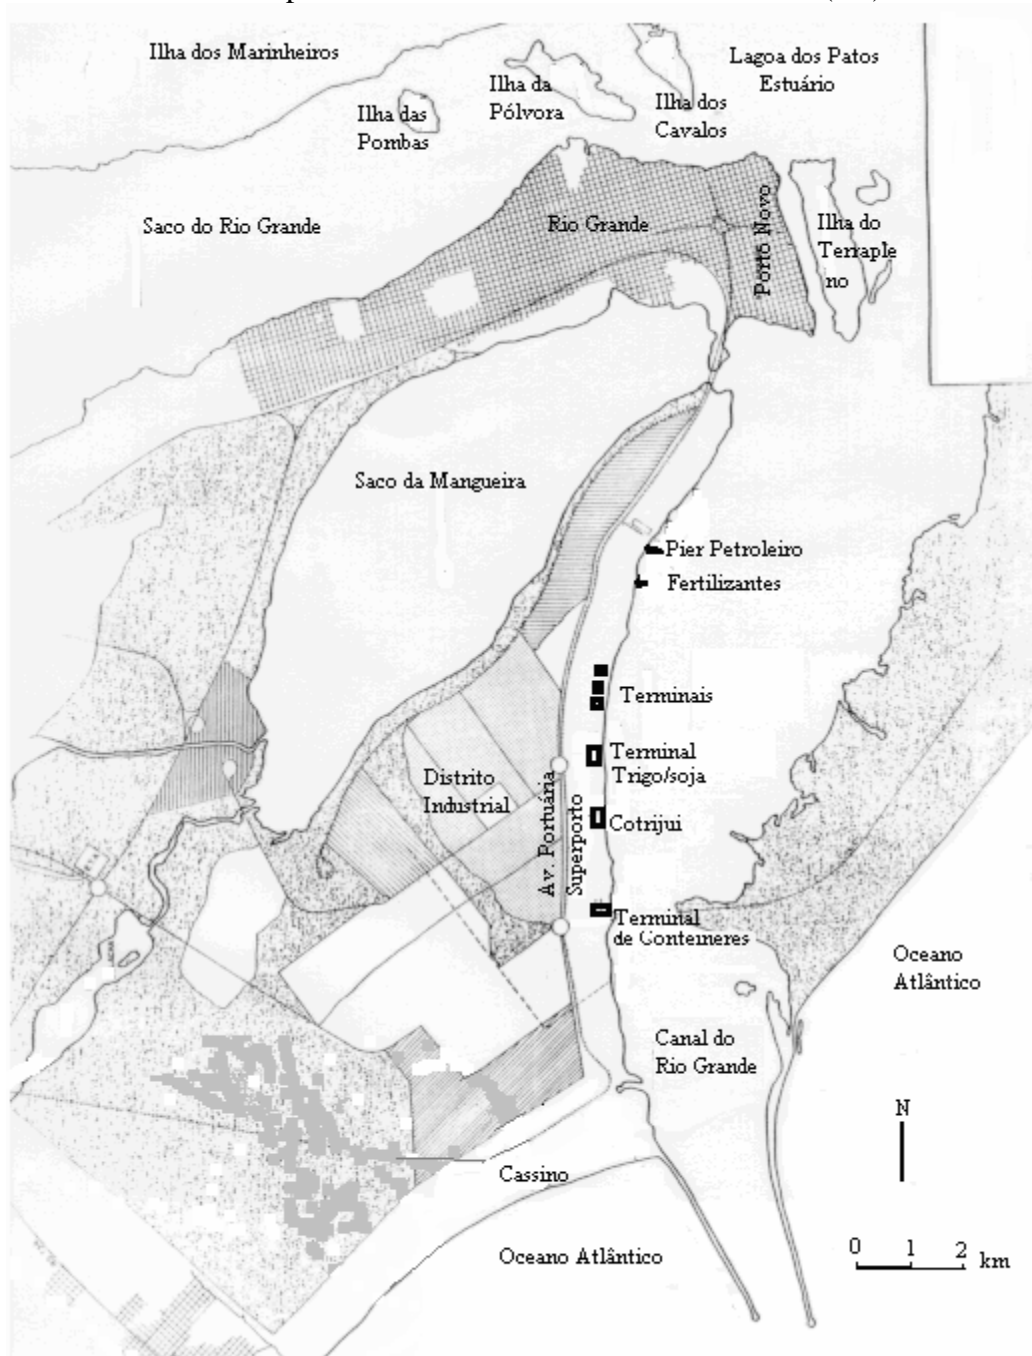 Ilha dos Marinheiros
Lagoa dos Patos
Estuário
Ilha da
Pólvora
Ilha dos
Cavalos
Ilha das
Pombas
Saco do Rio Grande
Rio Grande
Porto Novo
Ilha do
Terraple
no
Saco da Mangueira
Pier Petroleiro
Fertilizantes
Terminais
Terminal
Trigo/soja
Distrito
Industrial
Av. Portuária
Superporto
Cotrijui
Terminal
de Conteineres
Oceano
Atlântico
Canal do
Rio Grande
N
Cassino
Oceano Atlântico
0 1 2 km